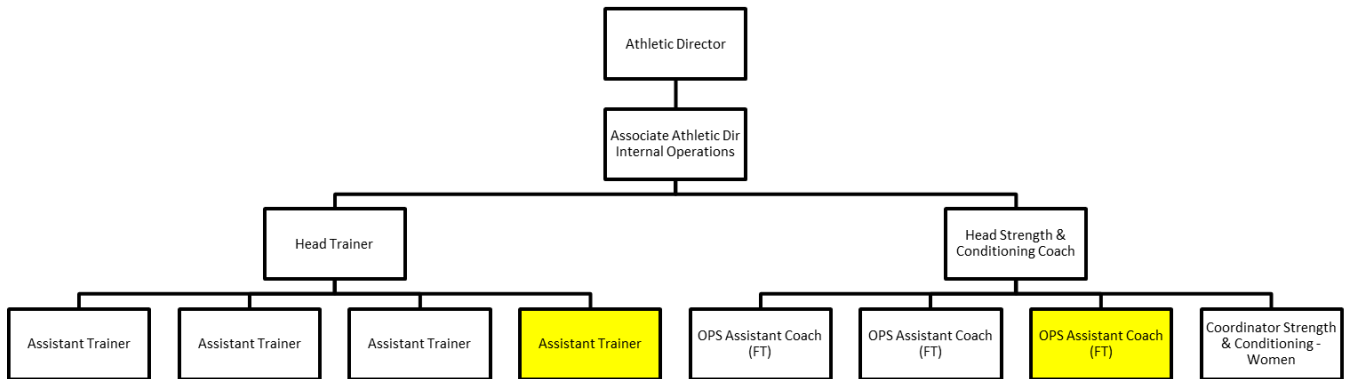 Athletic Director
Associate Athletic Dir
Internal Operations
Head Trainer
Head Strength &
Conditioning Coach
Assistant Trainer
Assistant Trainer
Assistant Trainer
Assistant Trainer
OPS Assistant Coach
(FT)
OPS Assistant Coach
(FT)
OPS Assistant Coach
(FT)
Coordinator Strength
& Conditioning -
Women